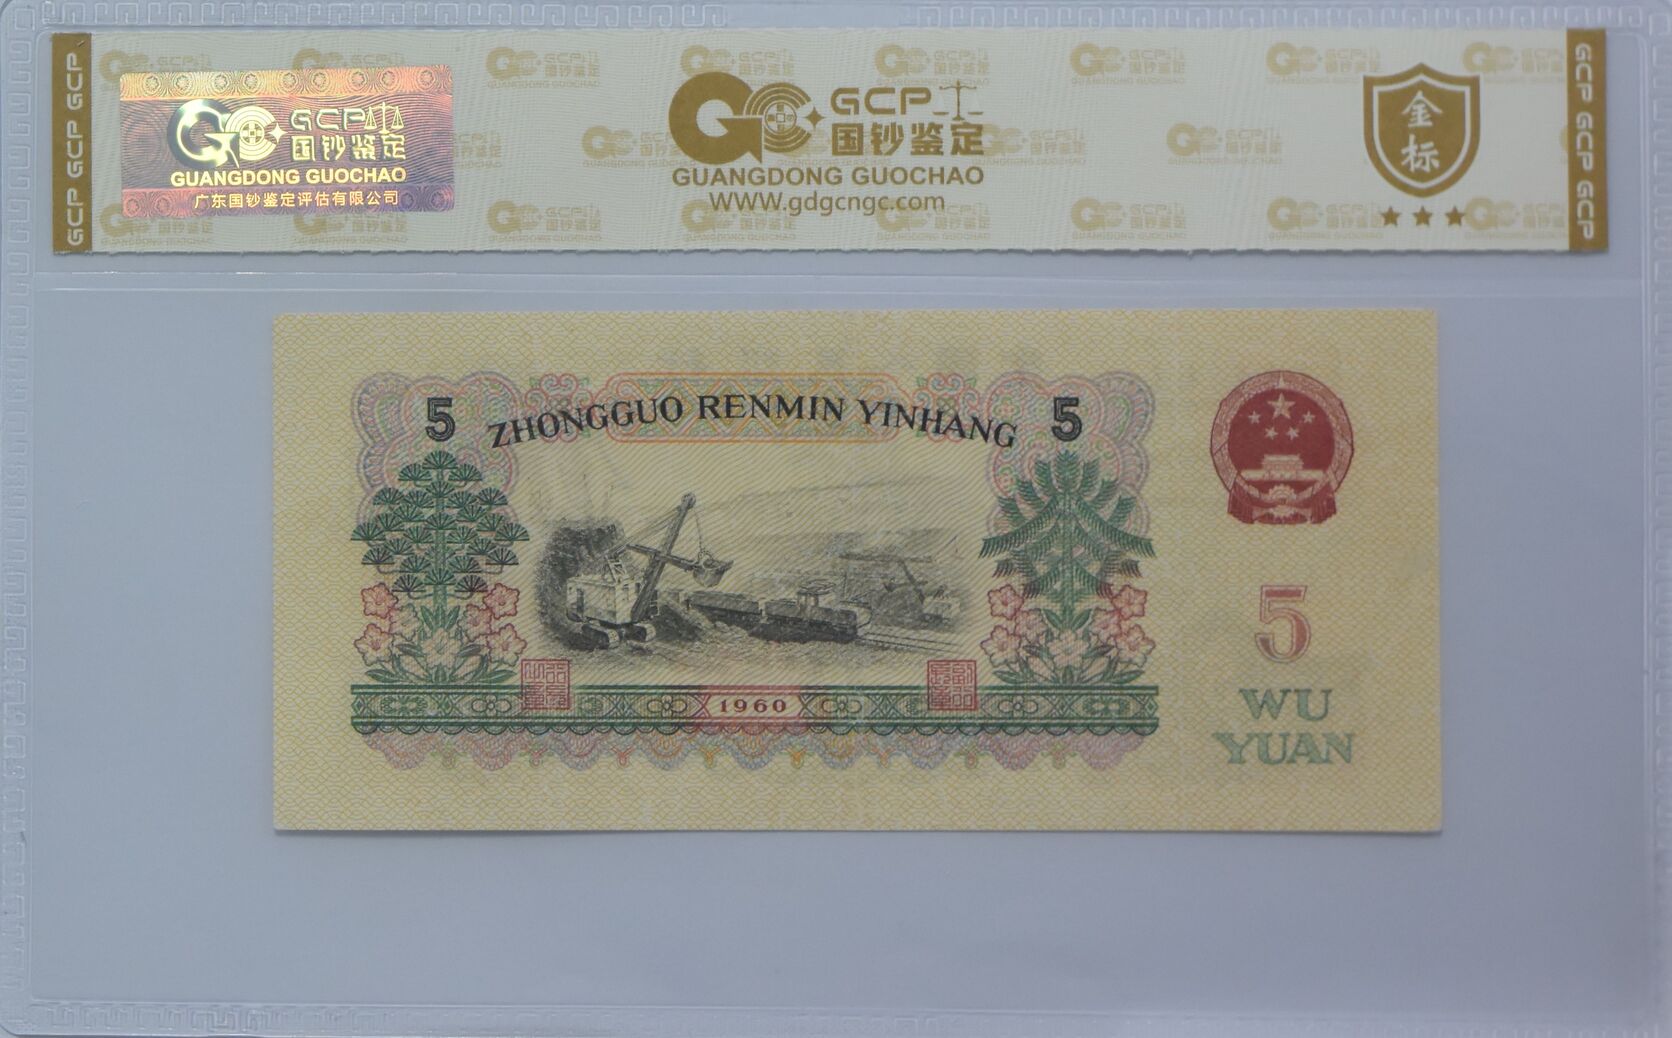 GCP GCP GCP
GCP
国钞鉴定
GUANGDONG GUOCHAO
广东国钞鉴定评估有限公司
GCP
国钞鉴定
GUANGDONG GUOCHAO
WWW.gdgcngc.com
金标
GCP GCP GCP
5
ZHONGGUO RENMIN YINHANG
5
1960
5
WU
YUAN